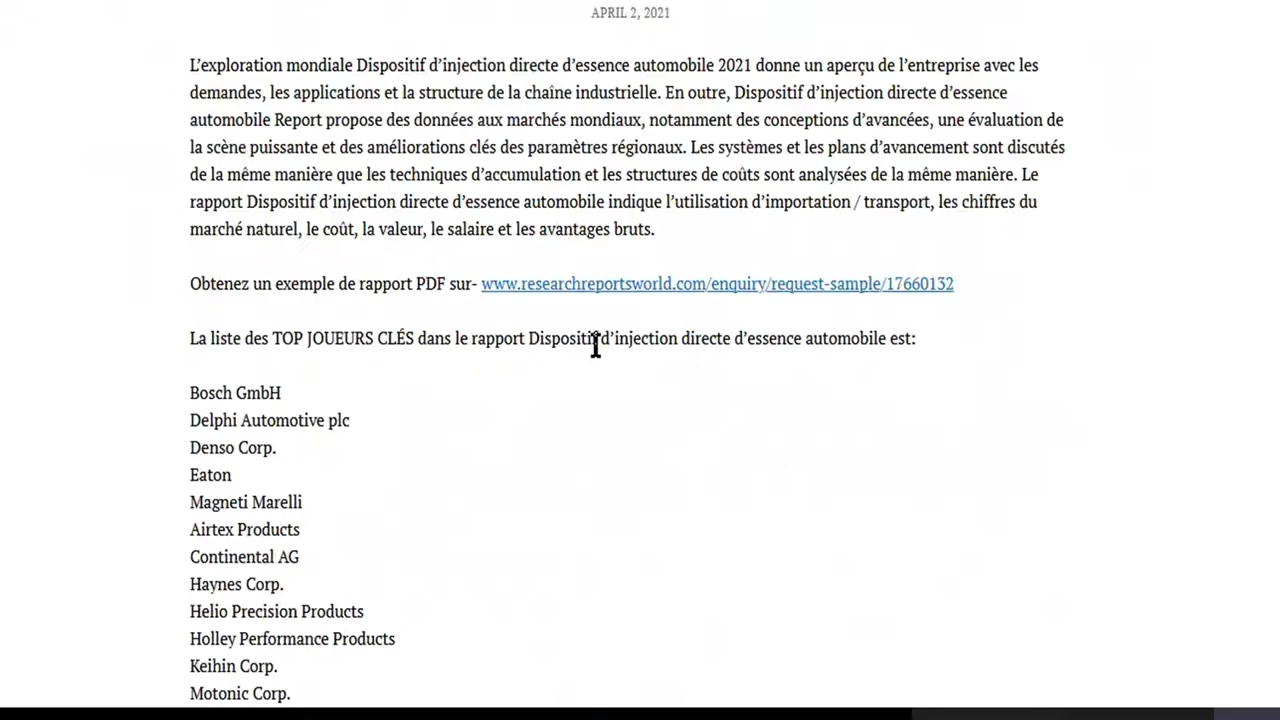 APRIL 2, 2021
L’exploration mondiale Dispositif d’injection directe d’essence automobile 2021 donne un aperçu de l’entreprise avec les
demandes, les applications et la structure de la chaîne industrielle. En outre, Dispositif d’injection directe d’essence
automobile Report propose des données aux marchés mondiaux, notamment des conceptions d’avancées, une évaluation de
la scène puissante et des améliorations clés des paramètres régionaux. Les systèmes et les plans d’avancement sont discutés
de la même manière que les techniques d’accumulation et les structures de coûts sont analysées de la même manière. Le
rapport Dispositif d’injection directe d’essence automobile indique l’utilisation d’importation / transport, les chiffres du
marché naturel, le coût, la valeur, le salaire et les avantages bruts.
Obtenez un exemple de rapport PDF sur- www.researchreportsworld.com/enquiry/request-sample/17660132
La liste des TOP JOUEURS CLÉS dans le rapport Dispositif d’injection directe d’essence automobile est:
Bosch GmbH
Delphi Automotive plc
Denso Corp.
Eaton
Magneti Marelli
Airtex Products
Continental AG
Haynes Corp.
Helio Precision Products
Holley Performance Products
Keihin Corp.
Motonic Corp.